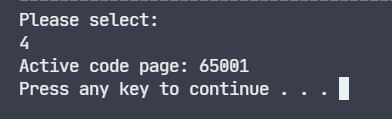 Please select:
4
Active code page: 65001
Press any key to continue . . .